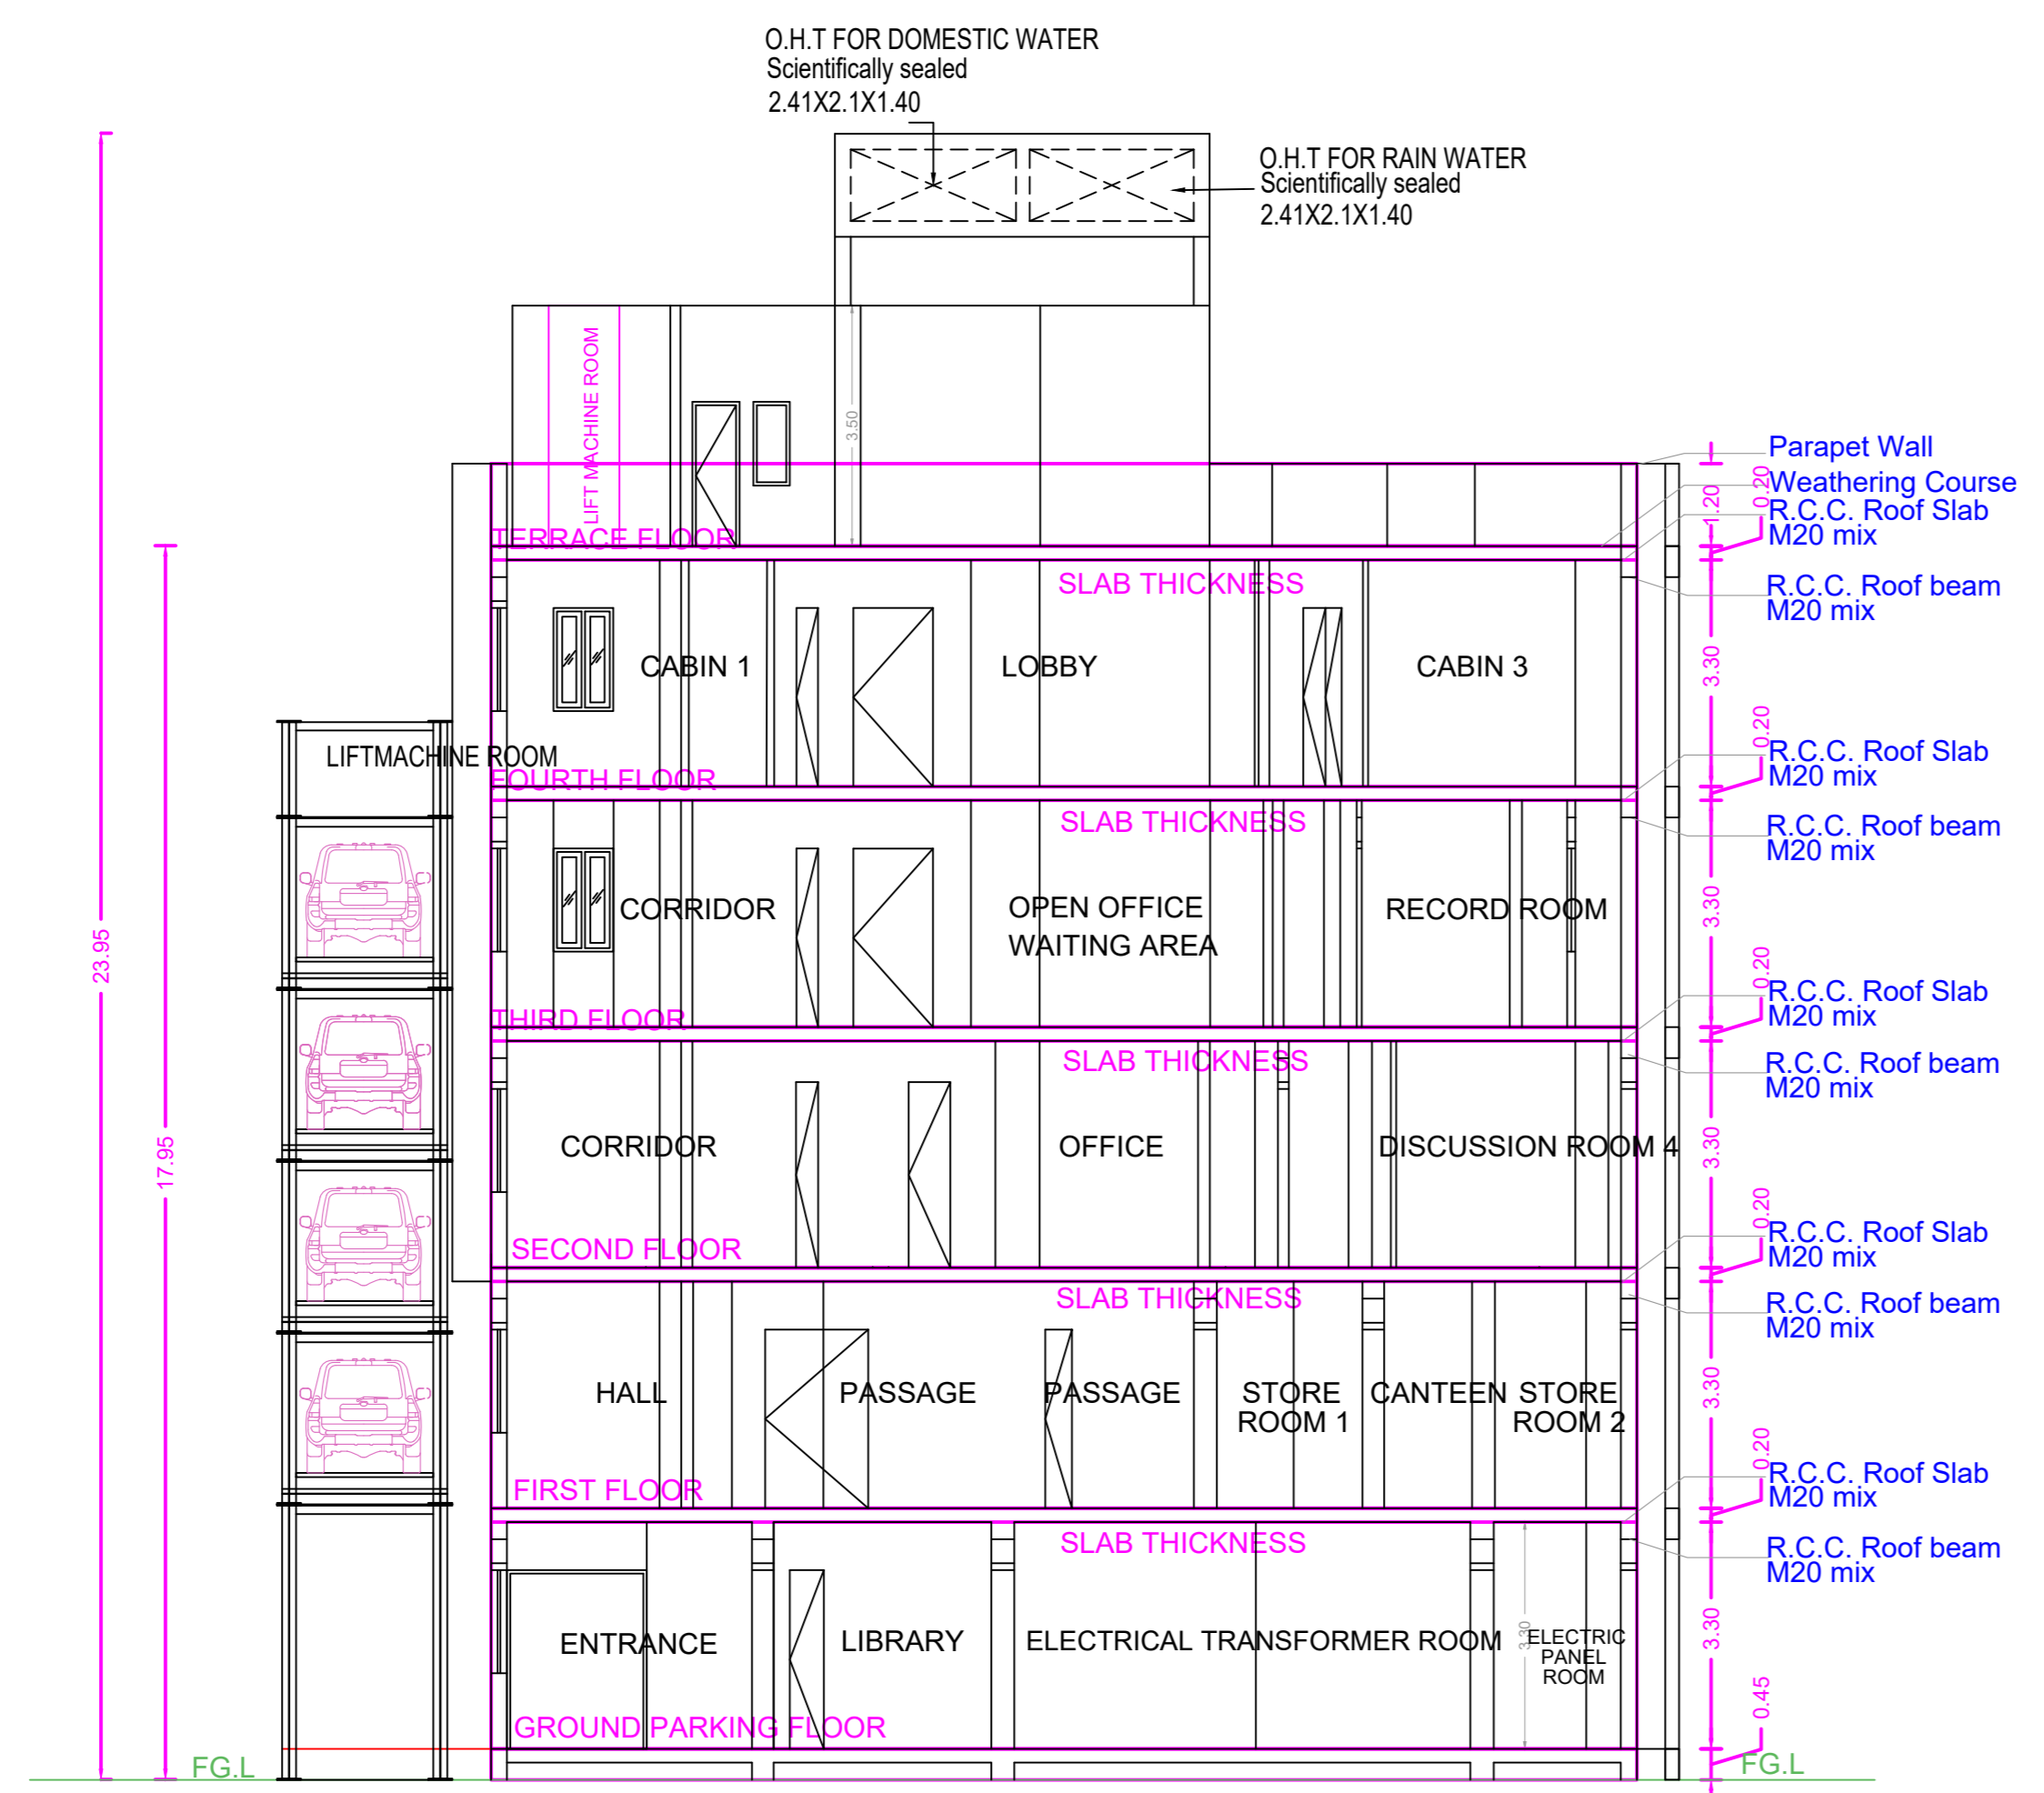 O.H.T FOR DOMESTIC WATER
Scientifically sealed
2.41X2.1X1.40
O.H.T FOR RAIN WATER
Scientifically sealed
2.41X2.1X1.40
LIFT MACHINE ROOM
3.50
Parapet Wall
Weathering Course
R.C.C. Roof Slab
M20 mix
1.20
0.20
TERRACE FLOOR
SLAB THICKNESS
R.C.C. Roof beam
M20 mix
CABIN 1
LOBBY
CABIN 3
3.30
LIFTMACHINE ROOM
FOURTH FLOOR
0.20
R.C.C. Roof Slab
M20 mix
SLAB THICKNESS
R.C.C. Roof beam
M20 mix
CORRIDOR
OPEN OFFICE
WAITING AREA
RECORD ROOM
3.30
23.95
THIRD FLOOR
0.20
R.C.C. Roof Slab
M20 mix
SLAB THICKNESS
R.C.C. Roof beam
M20 mix
17.95
CORRIDOR
OFFICE
DISCUSSION ROOM 4
3.30
SECOND FLOOR
0.20
R.C.C. Roof Slab
M20 mix
SLAB THICKNESS
R.C.C. Roof beam
M20 mix
HALL
PASSAGE
PASSAGE
STORE
ROOM 1
CANTEEN
STORE
ROOM 2
3.30
FIRST FLOOR
0.20
R.C.C. Roof Slab
M20 mix
SLAB THICKNESS
R.C.C. Roof beam
M20 mix
ENTRANCE
LIBRARY
ELECTRICAL TRANSFORMER ROOM
3.30
ELECTRIC
PANEL
ROOM
3.30
GROUND PARKING FLOOR
0.45
FG.L
FG.L